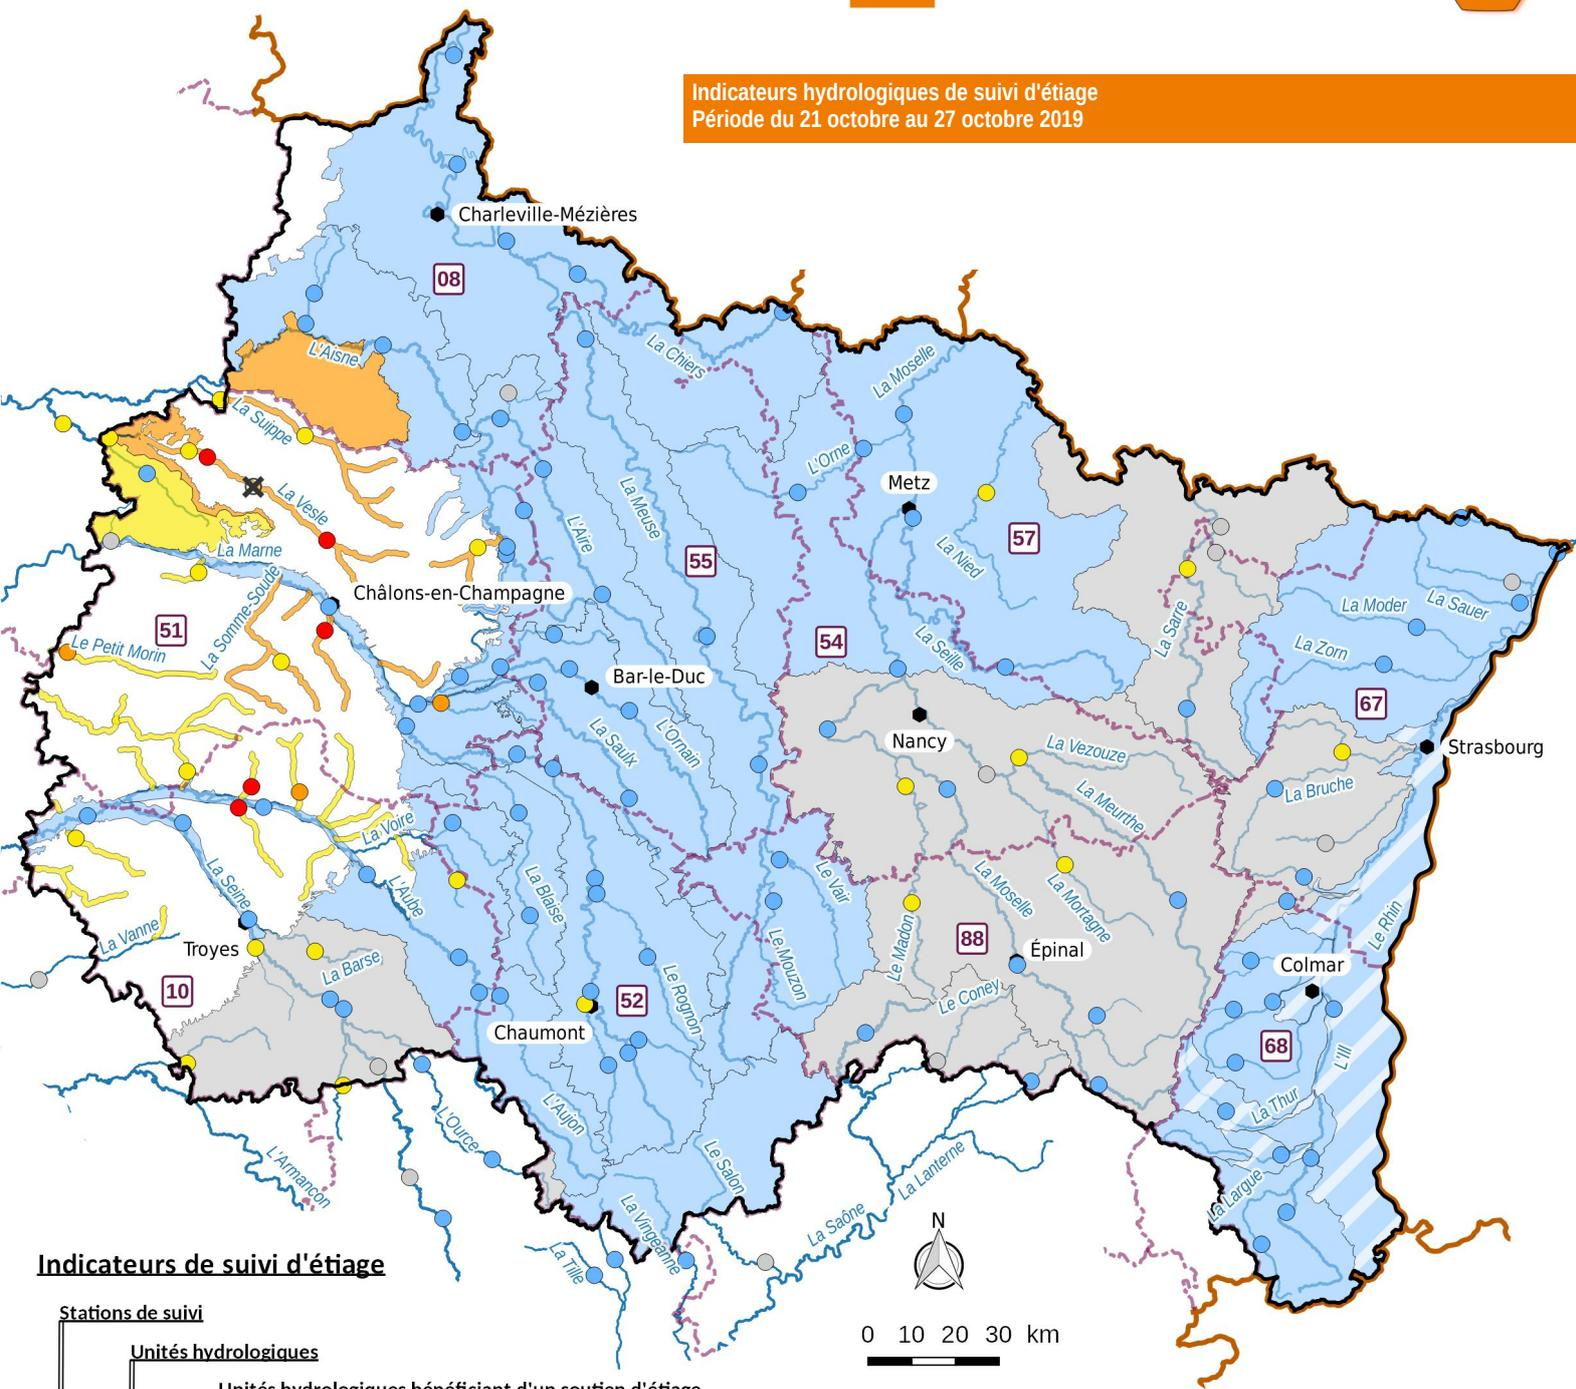 Indicateurs hydrologiques de suivi d'étiage
Période du 21 octobre au 27 octobre 2019
Charleville-Mézières
08
L'Aisne
La Chiers
La Moselle
La Suippe
L'Orne
Metz
La Vesle
La Meuse
L'Aire
57
La Nied
55
La Marne
Châlons-en-Champagne
La Somme-Soude
51
Le Petit Morin
La Moder
La Sauer
La Sarre
54
La Seille
La Zorn
Bar-le-Duc
67
Nancy
La Saulx
L'Ornain
La Vezouze
Strasbourg
La Bruche
La Meurthe
La Voire
La Seine
L'Aube
La Blaise
Le Vair
La Moselle
La Mortagne
Le Rhin
La Vanne
Troyes
La Barse
Le Madon
88
Épinal
Colmar
Le Mouzon
10
52
Le Rognon
Le Coney
Chaumont
68
L'Ill
La Thur
L'Aujon
L'Ource
L'Armançon
Le Salon
La Lanterne
La Largue
La Saône
La Vingeanne
La Tille
N
Indicateurs de suivi d'étiage
Stations de suivi
0 10 20 30 km
Unités hydrologiques
Unités hydrologiques bénéficiant d'un soutien d'étiage